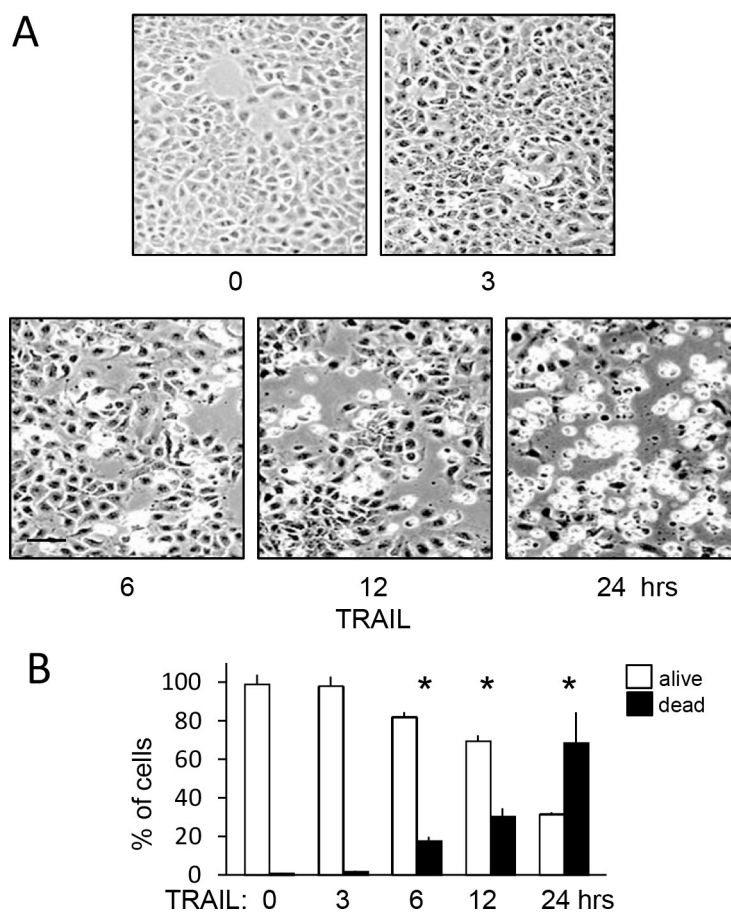 A
0 3
6 12 24 hrs
TRAIL
B
* * *
alive
dead
% of cells
100
80
60
40
20
0
TRAIL: 0 3 6 12 24 hrs